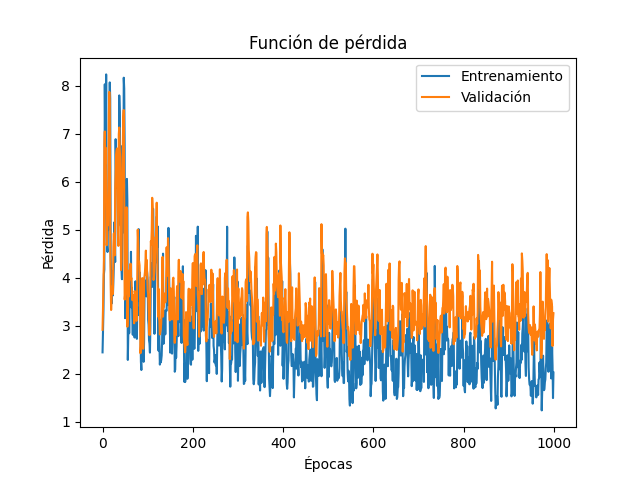 Función de pérdida
Entrenamiento
Validación
8
7
6
5
4
3
2
1
Pérdida
0
200
400
600
800
1000
Épocas